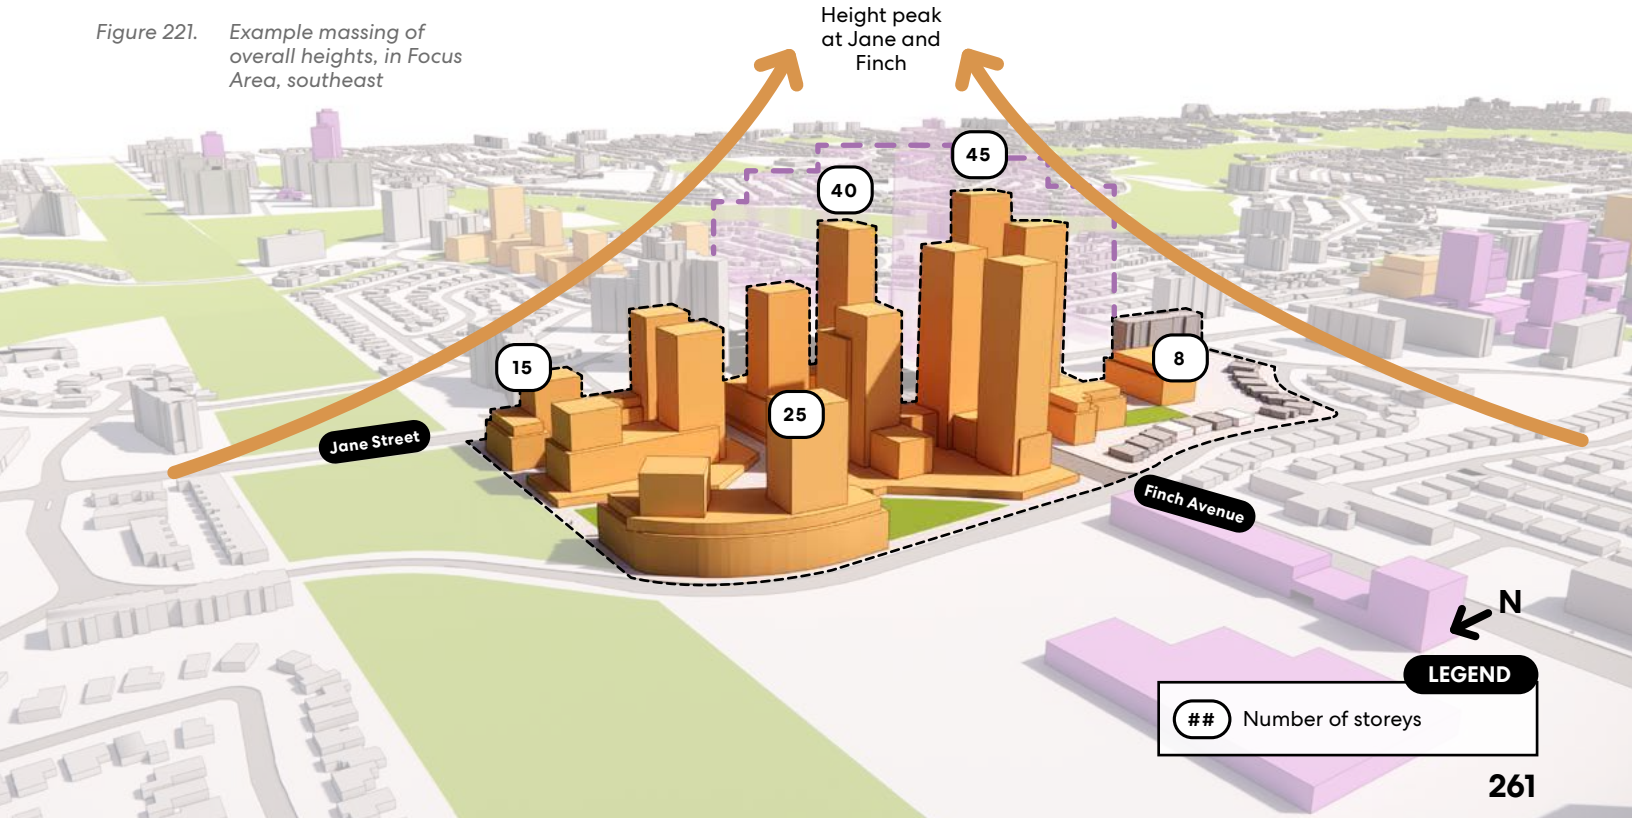 Figure 221. Example massing of
overall heights, in Focus
Area, southeast
Height peak
at Jane and
Finch
45
40
15
8
25
Jane Street
Finch Avenue
N
LEGEND
## Number of storeys
261